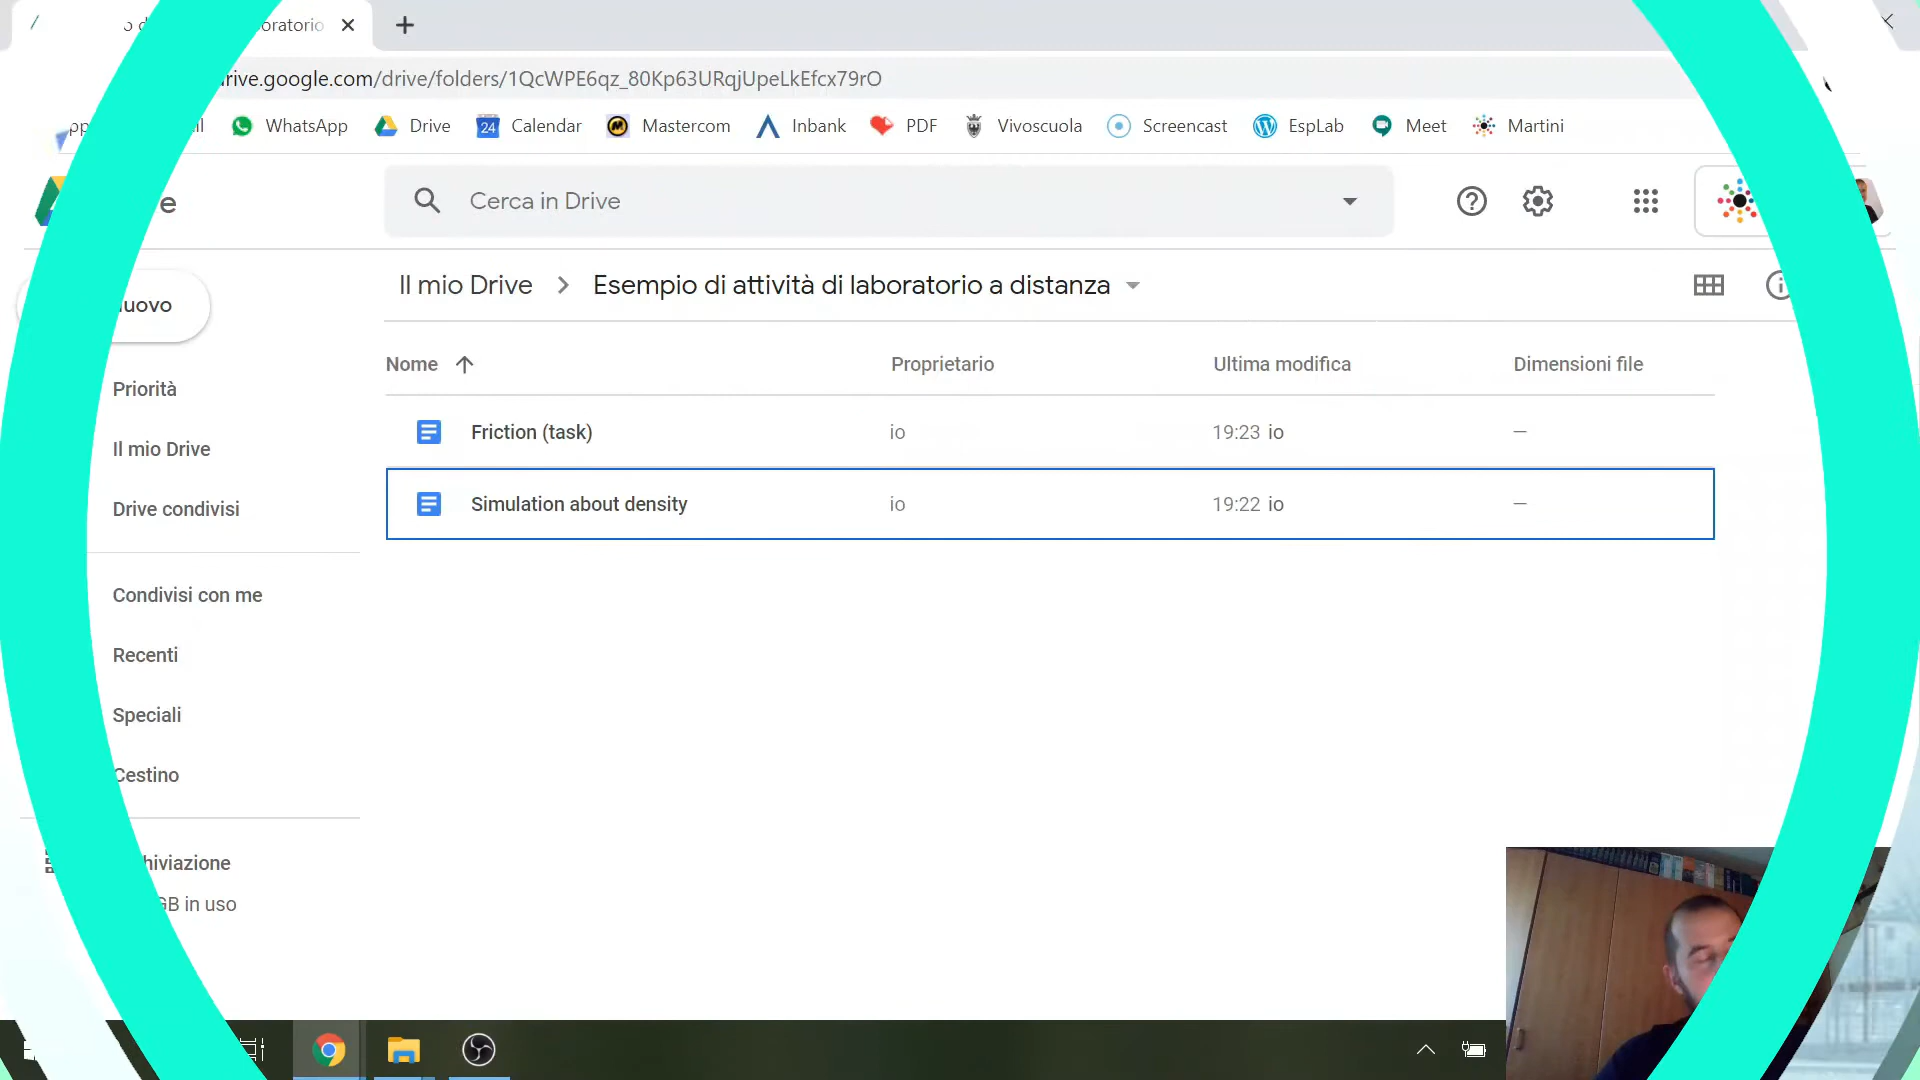 oratorio
rive.google.com/drive/folders/1QcWPE6qz_80Kp63URqjUpeLkEfcx79rO
WhatsApp Drive 24 Calendar Mastercom Inbank PDF Vivoscuola Screencast EspLab Meet Martini
Cerca in Drive
Il mio Drive Esempio di attività di laboratorio a distanza
uovo
Nome Proprietario Ultima modifica Dimensioni file
Priorità
Friction (task) io 19:23 io —
Il mio Drive
Simulation about density io 19:22 io —
Drive condivisi
Condivisi con me
Recenti
Speciali
Cestino
hiviazione
GB in uso